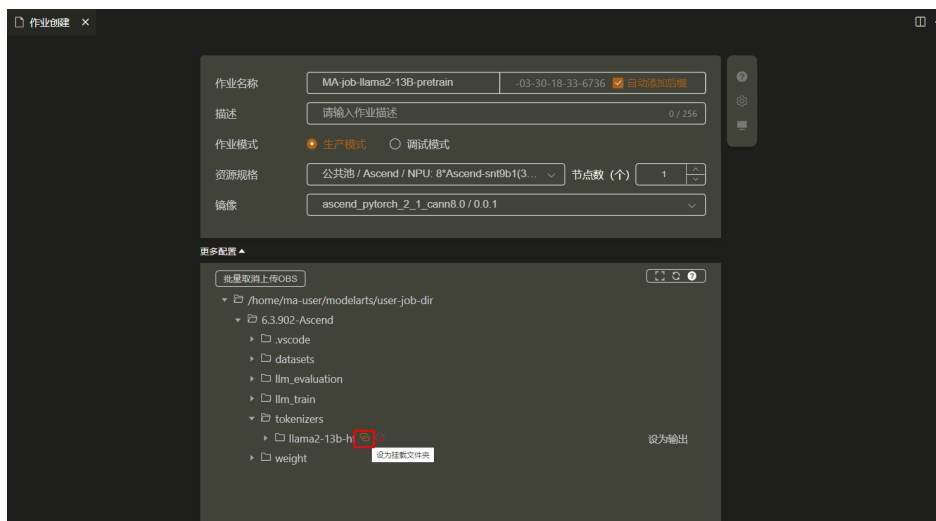 作业创建 ×
作业名称 MA-job-llama2-13B-pretrain -03-30-18-33-6736 自动添加后缀
描述 请输入作业描述 0 / 256
作业模式 生产模式 调试模式
资源规格 公共池 / Ascend / NPU: 8*Ascend-snt9b1(3... 节点数 (个) 1
镜像 ascend_pytorch_2_1_cann8.0 / 0.0.1
更多配置
批量取消上传OBS
/home/ma-user/modelarts/user-job-dir
6.3.902-Ascend
.vscode
datasets
llm_evaluation
llm_train
tokenizers
llama2-13b-h 设为输出
设为挂载文件夹
weight